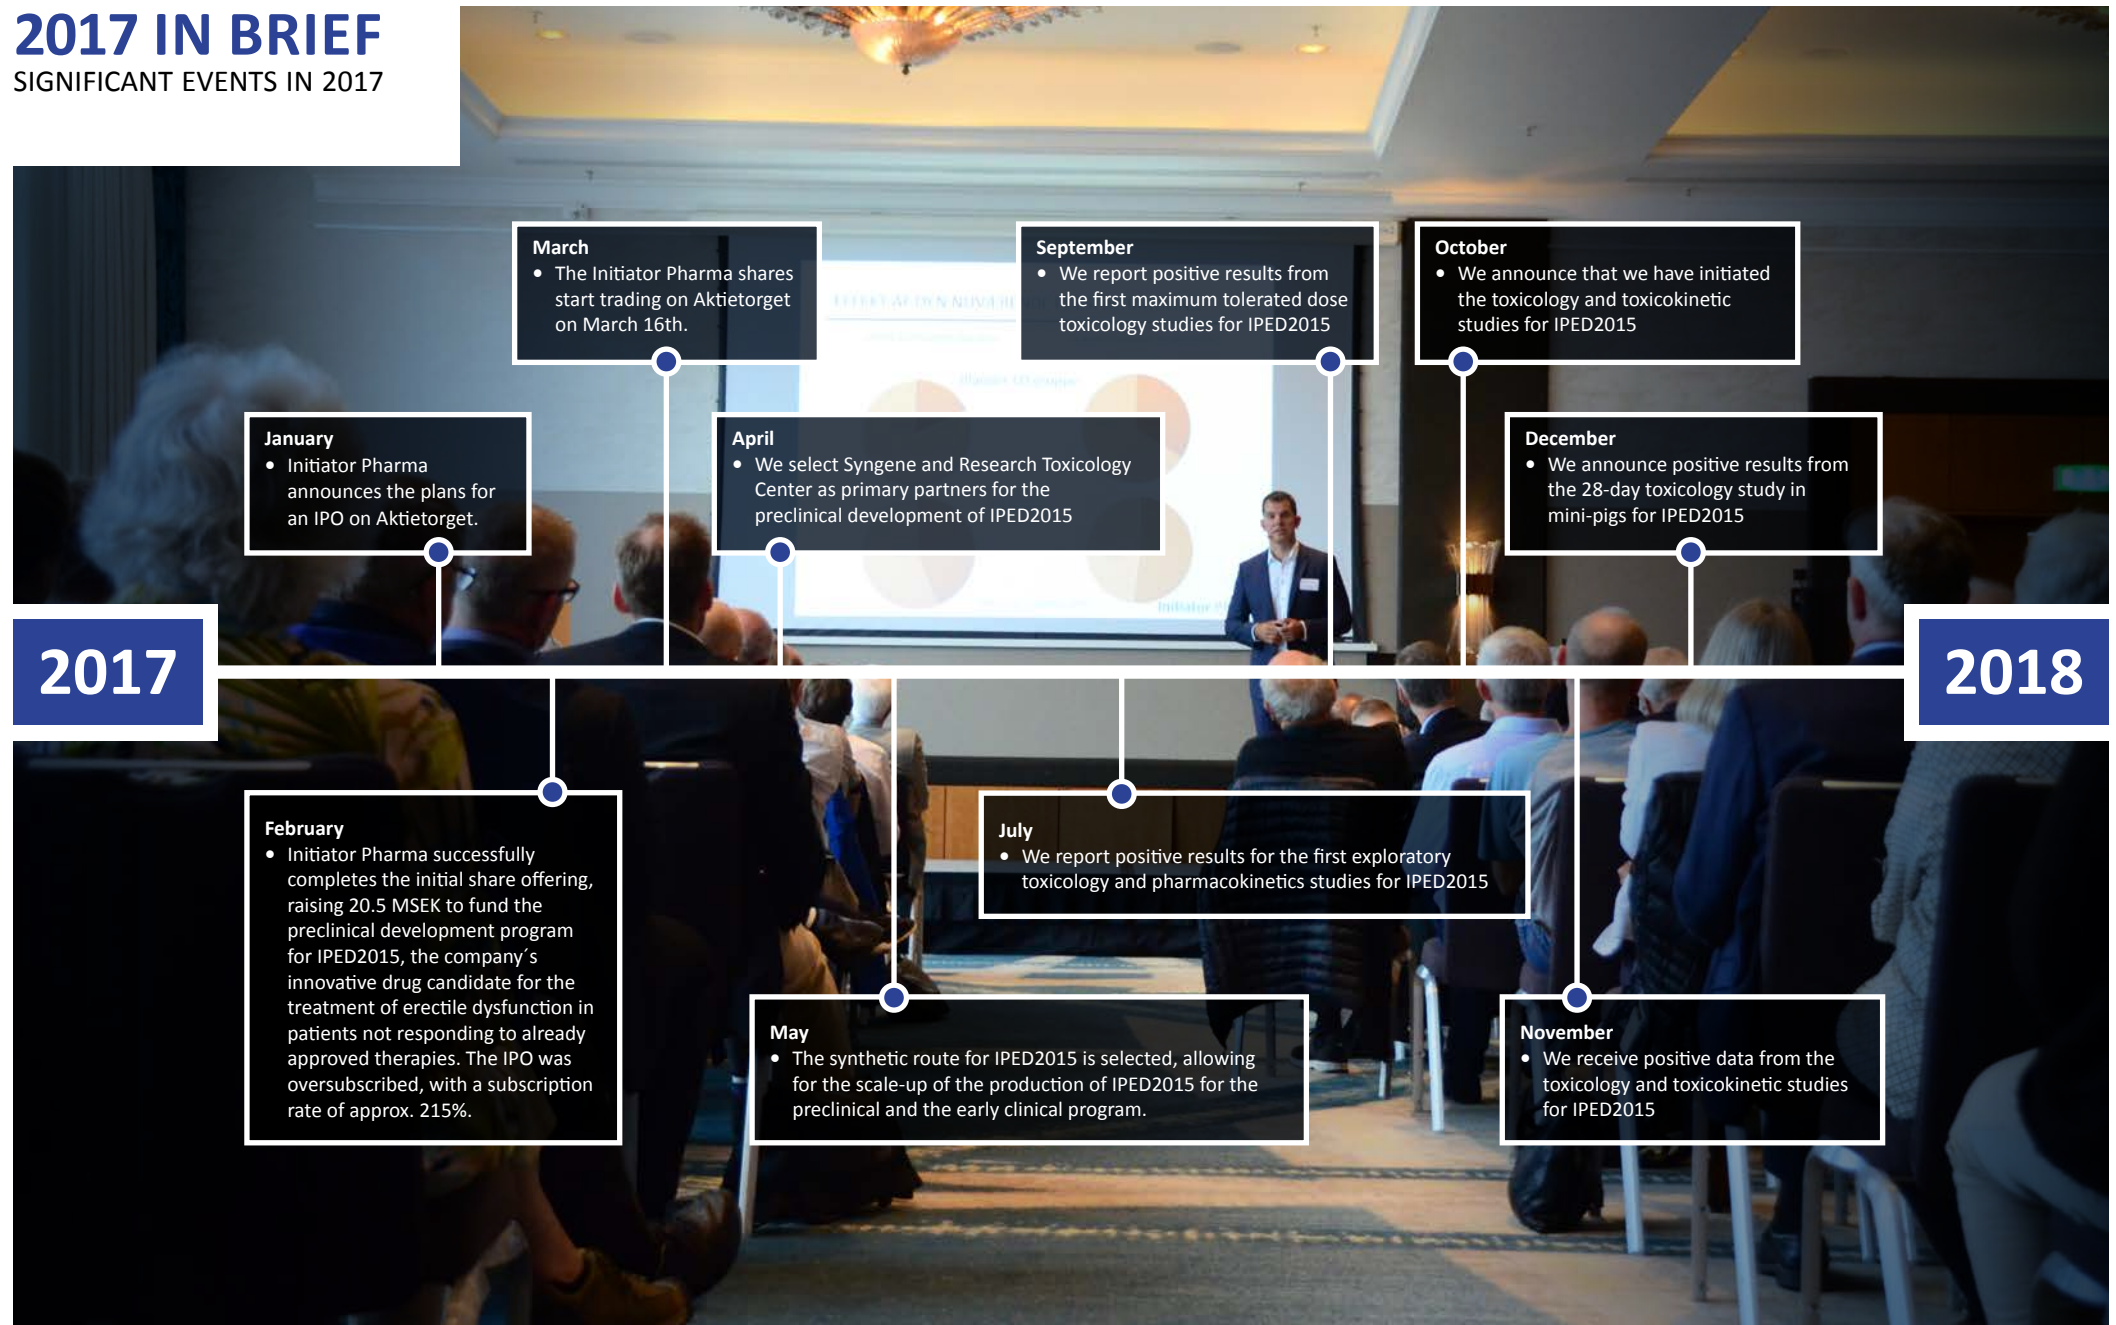 2017 IN BRIEF
SIGNIFICANT EVENTS IN 2017
2017
January
• Initiator Pharma
announces the plans for
an IPO on Aktietorget.
February
• Initiator Pharma successfully
completes the initial share offering,
raising 20.5 MSEK to fund the
preclinical development program
for IPED2015, the company´s
innovative drug candidate for the
treatment of erectile dysfunction in
patients not responding to already
approved therapies. The IPO was
oversubscribed, with a subscription
rate of approx. 215%.
March
• The Initiator Pharma shares
start trading on Aktietorget
on March 16th.
April
• We select Syngene and Research Toxicology
Center as primary partners for the
preclinical development of IPED2015
May
• The synthetic route for IPED2015 is selected, allowing
for the scale-up of the production of IPED2015 for the
preclinical and the early clinical program.
July
• We report positive results for the first exploratory
toxicology and pharmacokinetics studies for IPED2015
September
• We report positive results from
the first maximum tolerated dose
toxicology studies for IPED2015
October
• We announce that we have initiated
the toxicology and toxicokinetic
studies for IPED2015
November
• We receive positive data from the
toxicology and toxicokinetic studies
for IPED2015
December
• We announce positive results from
the 28-day toxicology study in
mini-pigs for IPED2015
2018